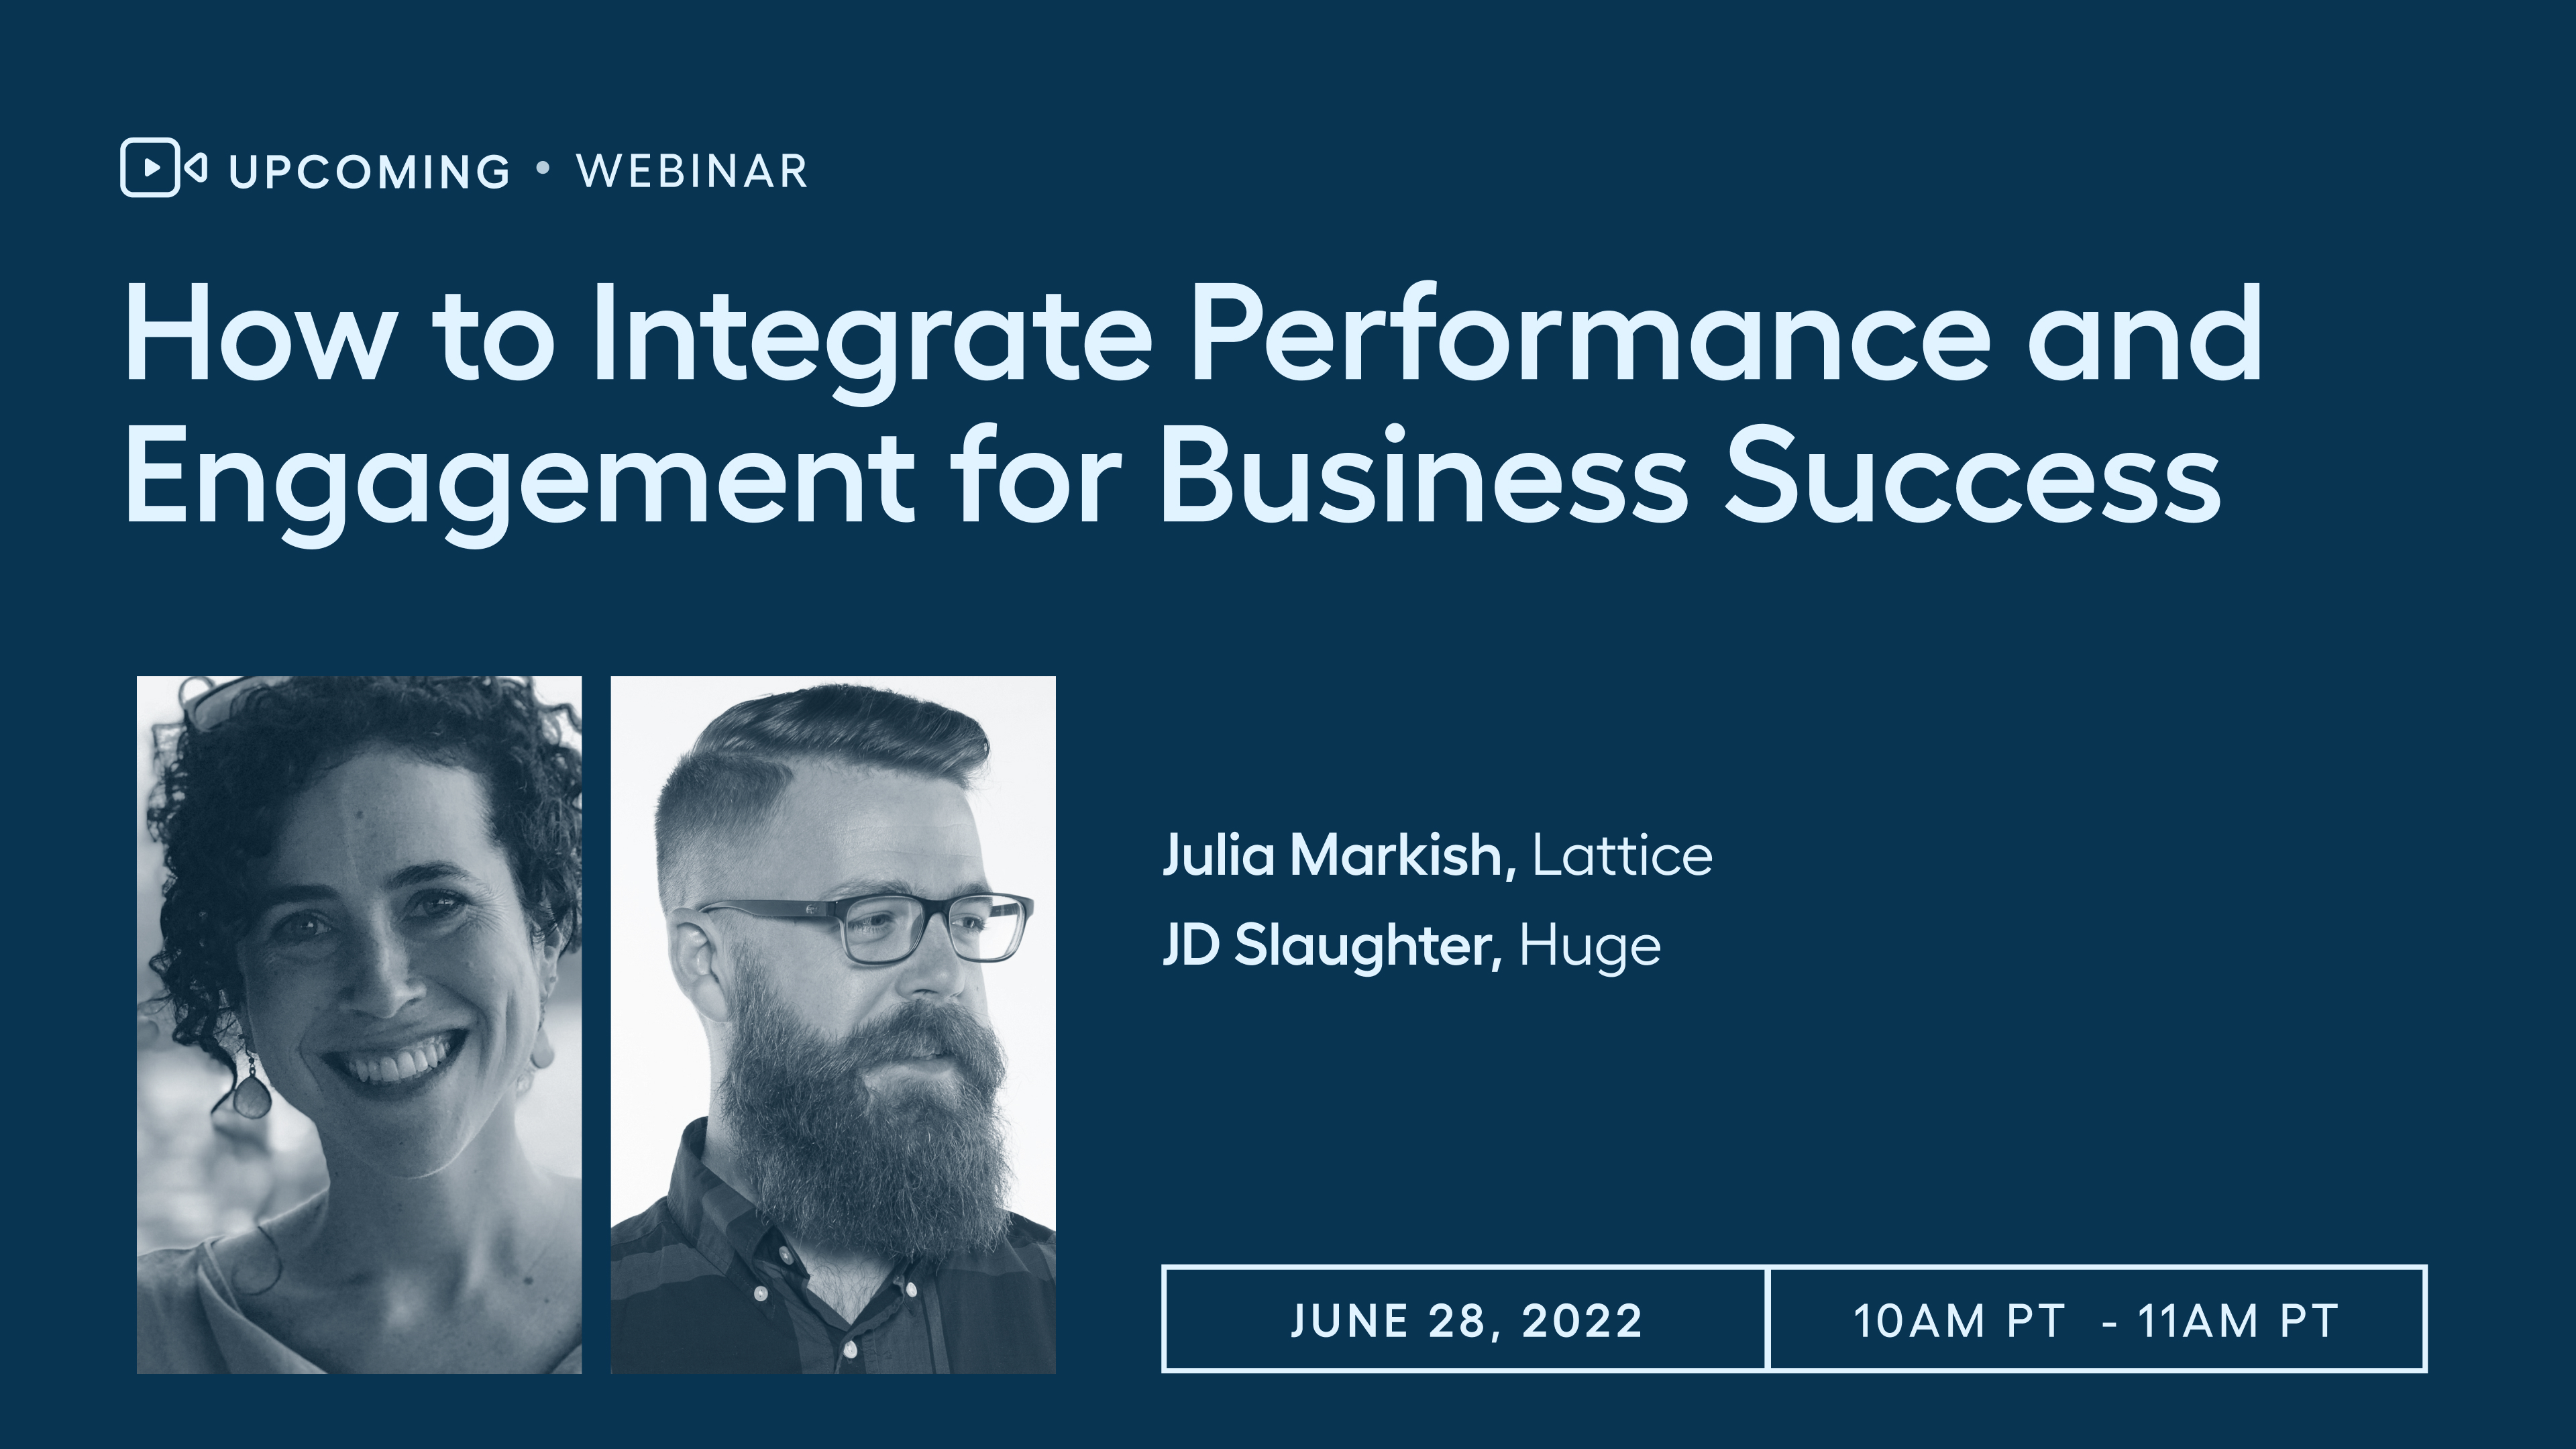 UPCOMING • WEBINAR
How to Integrate Performance and
Engagement for Business Success
Julia Markish, Lattice
JD Slaughter, Huge
JUNE 28, 2022
10AM PT - 11AM PT